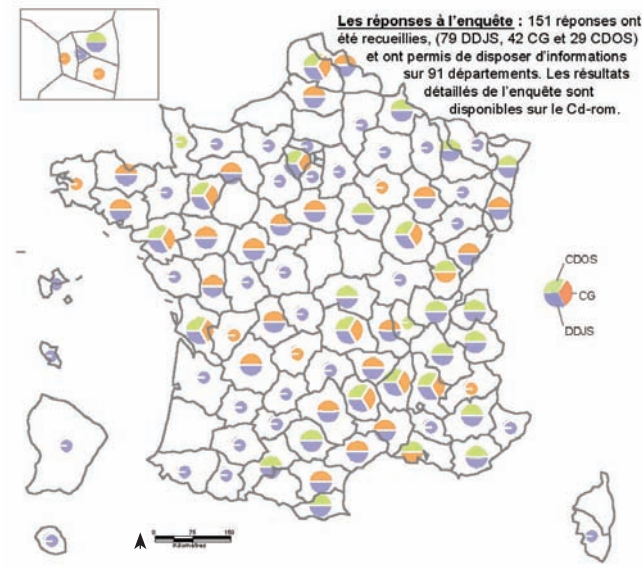 Les réponses à l'enquête : 151 réponses ont
été recueillies, (79 DDJS, 42 CG et 29 CDOS)
et ont permis de disposer d'informations
sur 91 départements. Les résultats
détaillés de l'enquête sont
disponibles sur le Cd-rom.
CDOS
CG
DDJS
0 75 150
Kilomètres